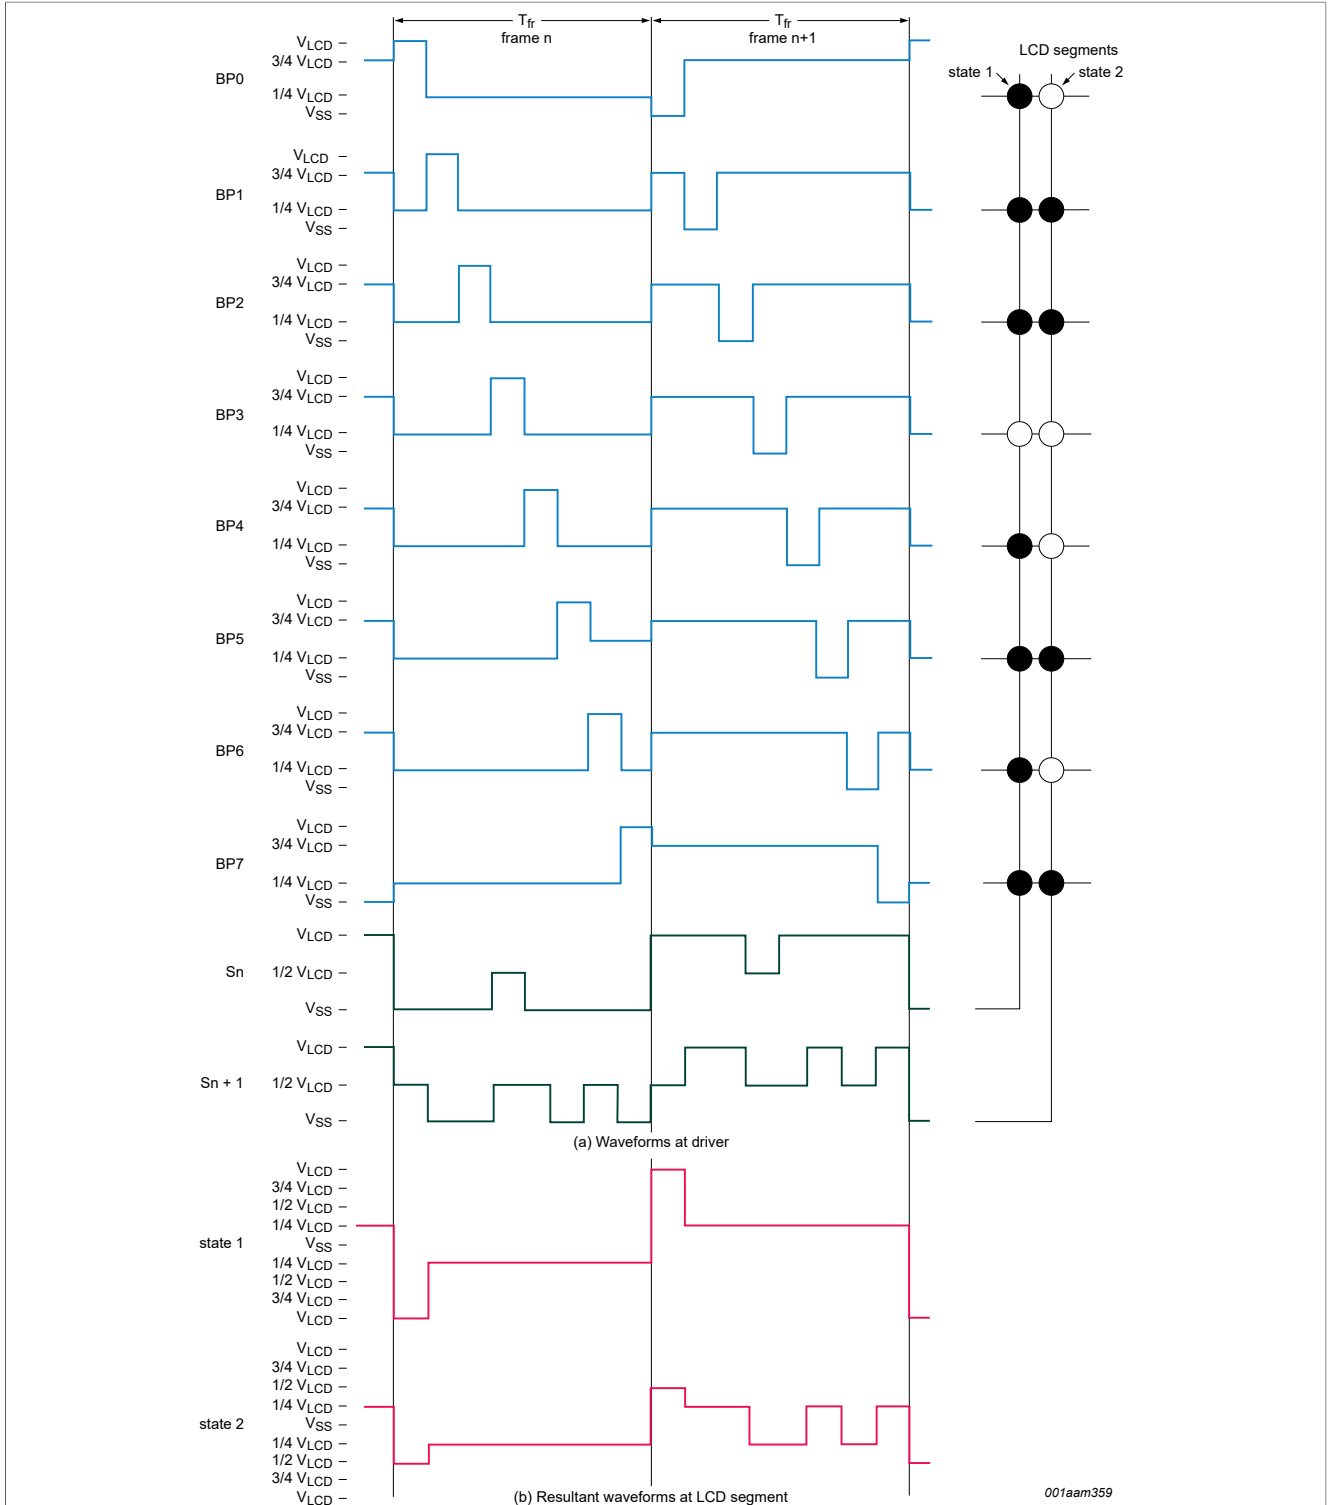 Tfr Tfr
frame n frame n+1
LCD segments
state 1 state 2
BP0
VLCD
3/4 VLCD
1/4 VLCD
VSS
BP1
VLCD
3/4 VLCD
1/4 VLCD
VSS
BP2
VLCD
3/4 VLCD
1/4 VLCD
VSS
BP3
VLCD
3/4 VLCD
1/4 VLCD
VSS
BP4
VLCD
3/4 VLCD
1/4 VLCD
VSS
BP5
VLCD
3/4 VLCD
1/4 VLCD
VSS
BP6
VLCD
3/4 VLCD
1/4 VLCD
VSS
BP7
VLCD
3/4 VLCD
1/4 VLCD
VSS
Sn
VLCD
1/2 VLCD
VSS
Sn + 1
VLCD
1/2 VLCD
VSS
(a) Waveforms at driver
state 1
VLCD
3/4 VLCD
1/2 VLCD
1/4 VLCD
VSS
1/4 VLCD
1/2 VLCD
3/4 VLCD
VLCD
state 2
VLCD
3/4 VLCD
1/2 VLCD
1/4 VLCD
VSS
1/4 VLCD
1/2 VLCD
3/4 VLCD
VLCD
(b) Resultant waveforms at LCD segment
001aam359